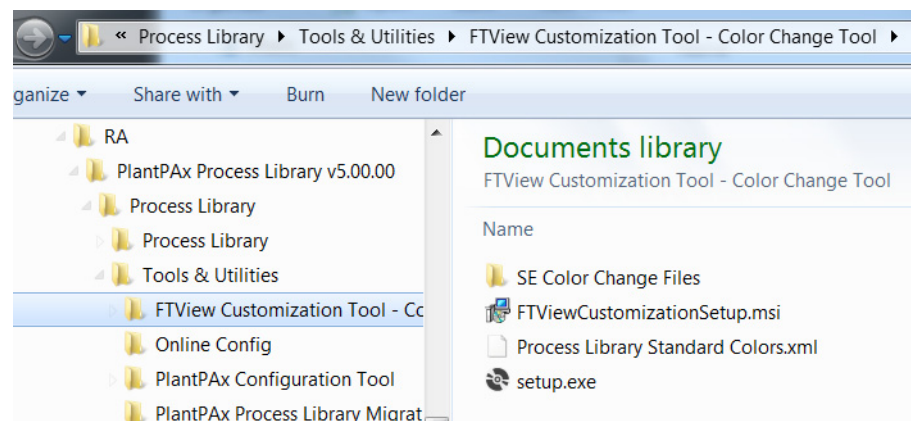 « Process Library ▸ Tools & Utilities ▸ FTView Customization Tool - Color Change Tool ▸
ganize ▾ Share with ▾ Burn New folder
RA
PlantPAx Process Library v5.00.00
Process Library
Process Library
Tools & Utilities
FTView Customization Tool - Cc
Online Config
PlantPAx Configuration Tool
PlantPAx Process Library Migrat
Documents library
FTView Customization Tool - Color Change Tool
Name
SE Color Change Files
FTViewCustomizationSetup.msi
Process Library Standard Colors.xml
setup.exe